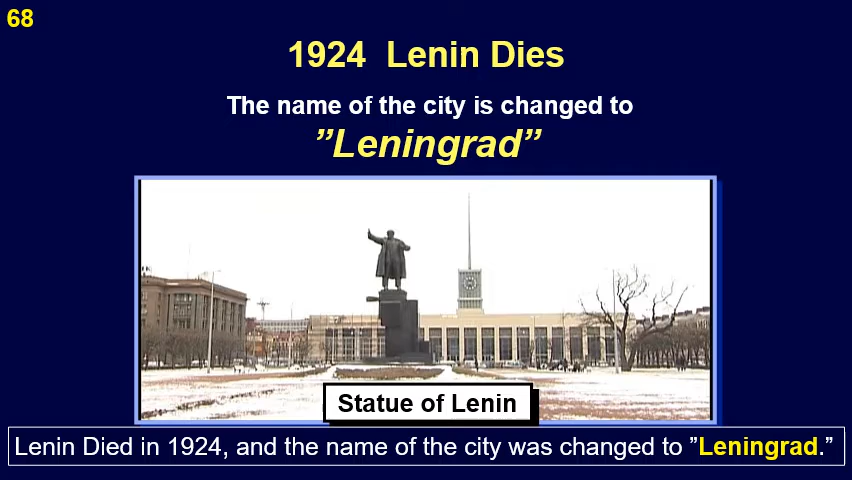 68
1924  Lenin Dies
The name of the city is changed to
”Leningrad”
Statue of Lenin
Lenin Died in 1924, and the name of the city was changed to ”Leningrad.”